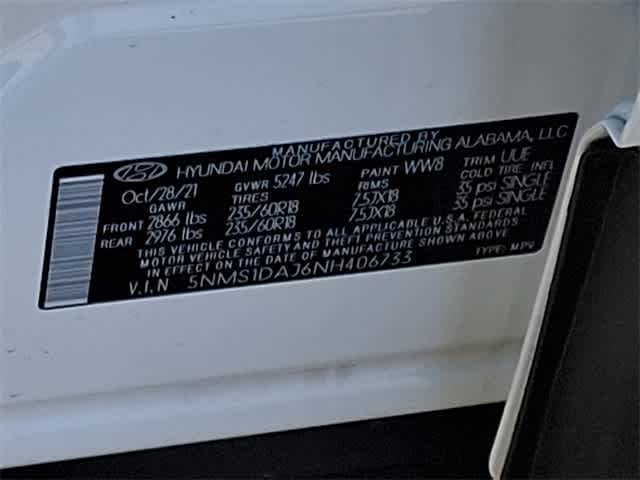 MANUFACTURED BY
HYUNDAI MOTOR MANUFACTURING ALABAMA, LLC
Oct/28/21 GVWR 5247 lbs PAINT WW8 TRIM UUE
GAWR TIRES RIMS COLD TIRE INFL
FRONT 2866 lbs 235/60R18 7.5JX18 35 psi SINGLE
REAR 2976 lbs 235/60R18 7.5JX18 35 psi SINGLE
THIS VEHICLE CONFORMS TO ALL APPLICABLE U.S.A. FEDERAL
MOTOR VEHICLE SAFETY AND THEFT PREVENTION STANDARDS
IN EFFECT ON THE DATE OF MANUFACTURE SHOWN ABOVE.
V.I.N 5NMS1DAJ6NH406733 TYPE: MPV